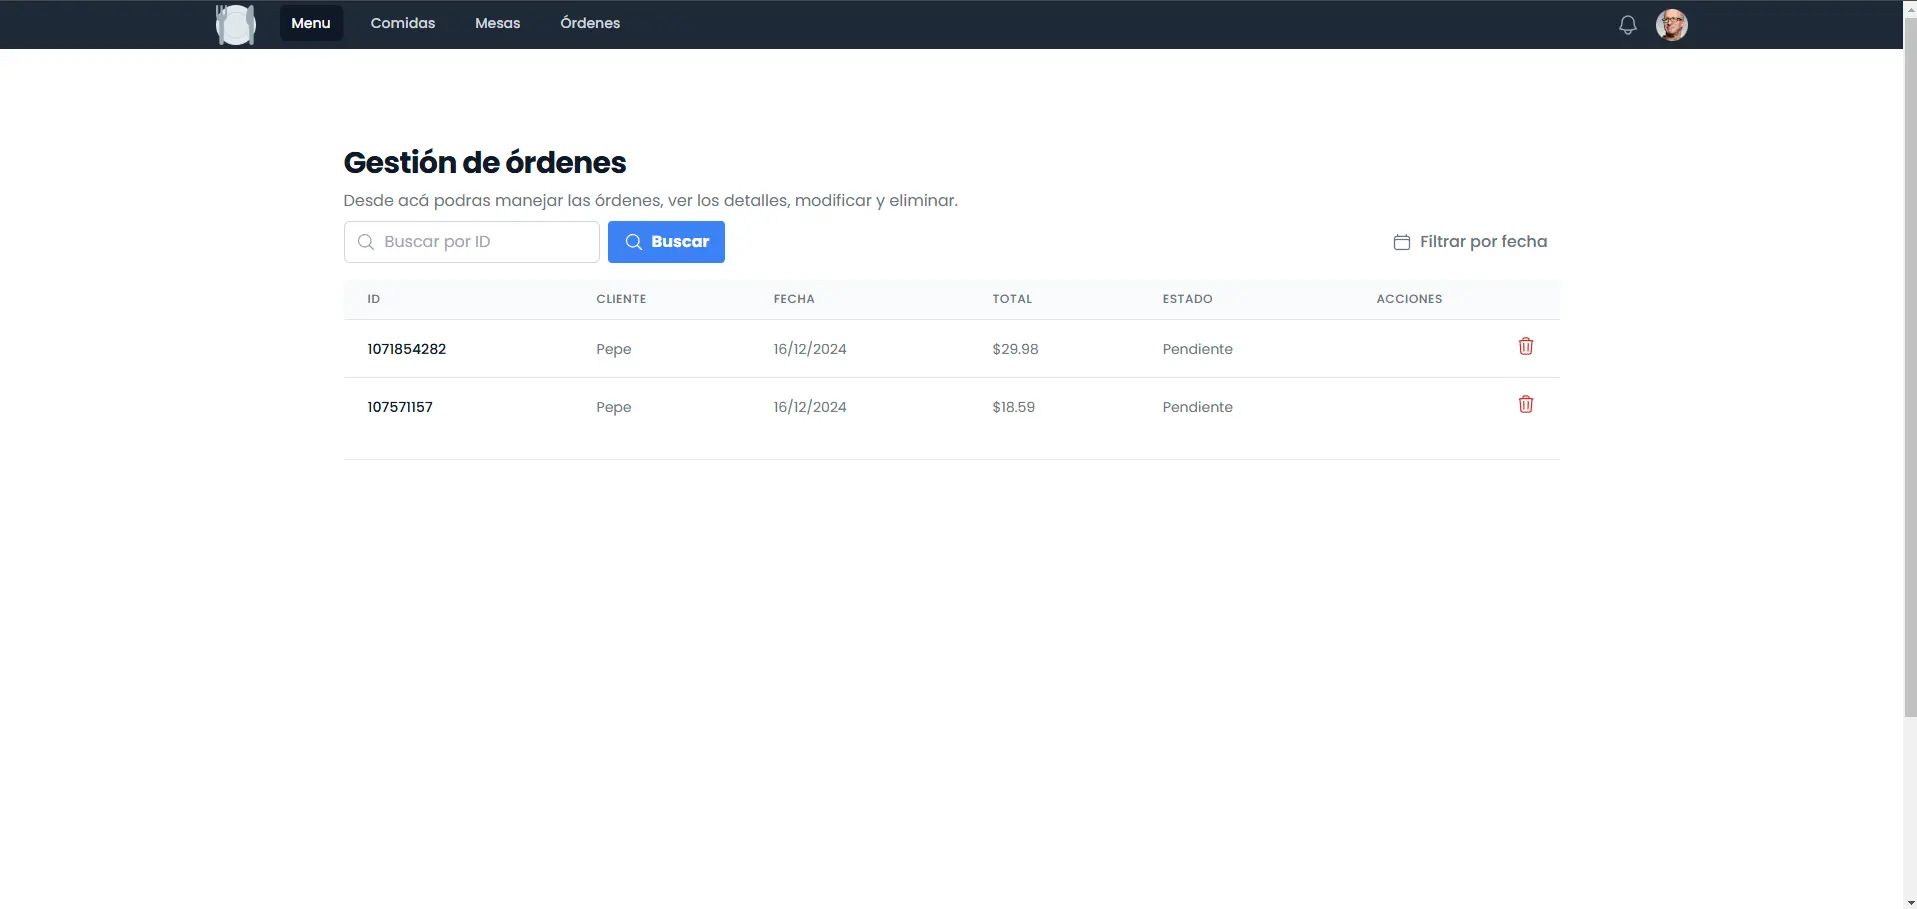 Menu Comidas Mesas Órdenes
Gestión de órdenes
Desde acá podras manejar las órdenes, ver los detalles, modificar y eliminar.
Buscar por ID Buscar Filtrar por fecha
ID CLIENTE FECHA TOTAL ESTADO ACCIONES
1071854282 Pepe 16/12/2024 $29.98 Pendiente
107571157 Pepe 16/12/2024 $18.59 Pendiente